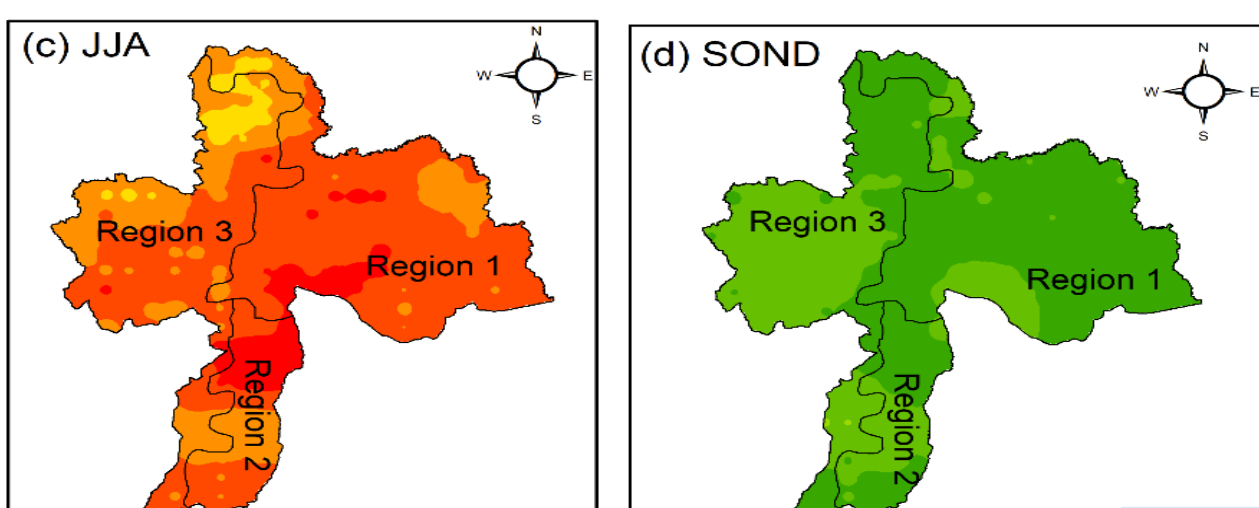 (c) JJA
N
W E
S
Region 3
Region 1
Region 2
(d) SOND
N
W E
S
Region 3
Region 1
Region 2